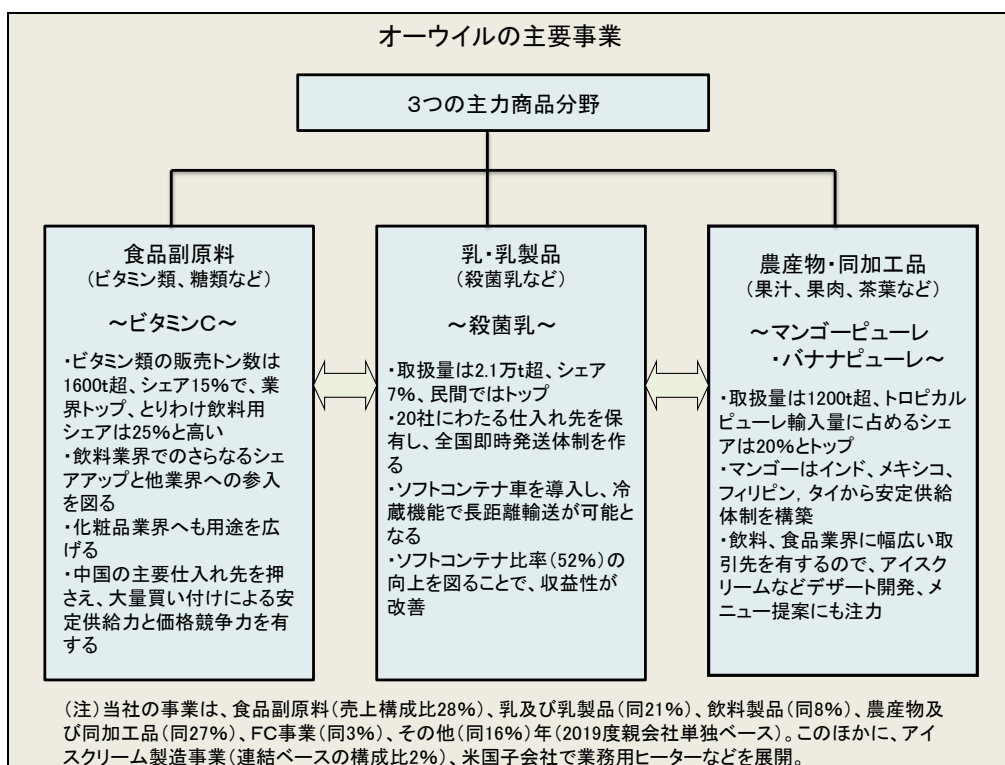 オーウイルの主要事業
3つの主力商品分野
食品副原料
(ビタミン類、糖類など)
～ビタミンC～
・ビタミン類の販売トン数は
1600t超、シェア15%で、業
界トップ、とりわけ飲料用
シェアは25%と高い
・飲料業界でのさらなるシェ
アアップと他業界への参入
を図る
・化粧品業界へも用途を広
げる
・中国の主要仕入れ先を押
さえ、大量買い付けによる安
定供給力と価格競争力を有
する
乳・乳製品
(殺菌乳など)
～殺菌乳～
・取扱量は2.1万t超、シェア
7%、民間ではトップ
・20社にわたる仕入れ先を保
有し、全国即時発送体制を作
る
・ソフトコンテナ車を導入し、冷
蔵機能で長距離輸送が可能と
なる
・ソフトコンテナ比率(52%)の
向上を図ることで、収益性が
改善
農産物・同加工品
(果汁、果肉、茶葉など)
～マンゴーピューレ
・バナナピューレ～
・取扱量は1200t超、トロピカル
ピューレ輸入量に占めるシェ
アは20%とトップ
・マンゴーはインド、メキシコ、
フィリピン,タイから安定供給
体制を構築
・飲料、食品業界に幅広い取
引先を有するので、アイスク
リームなどデザート開発、メ
ニュー提案にも注力
(注)当社の事業は、食品副原料(売上構成比28%)、乳及び乳製品(同21%)、飲料製品(同8%)、農産物及
び同加工品(同27%)、FC事業(同3%)、その他(同16%)年(2019度親会社単独ベース)。このほかに、アイ
スクリーム製造事業(連結ベースの構成比2%)、米国子会社で業務用ヒーターなどを展開。